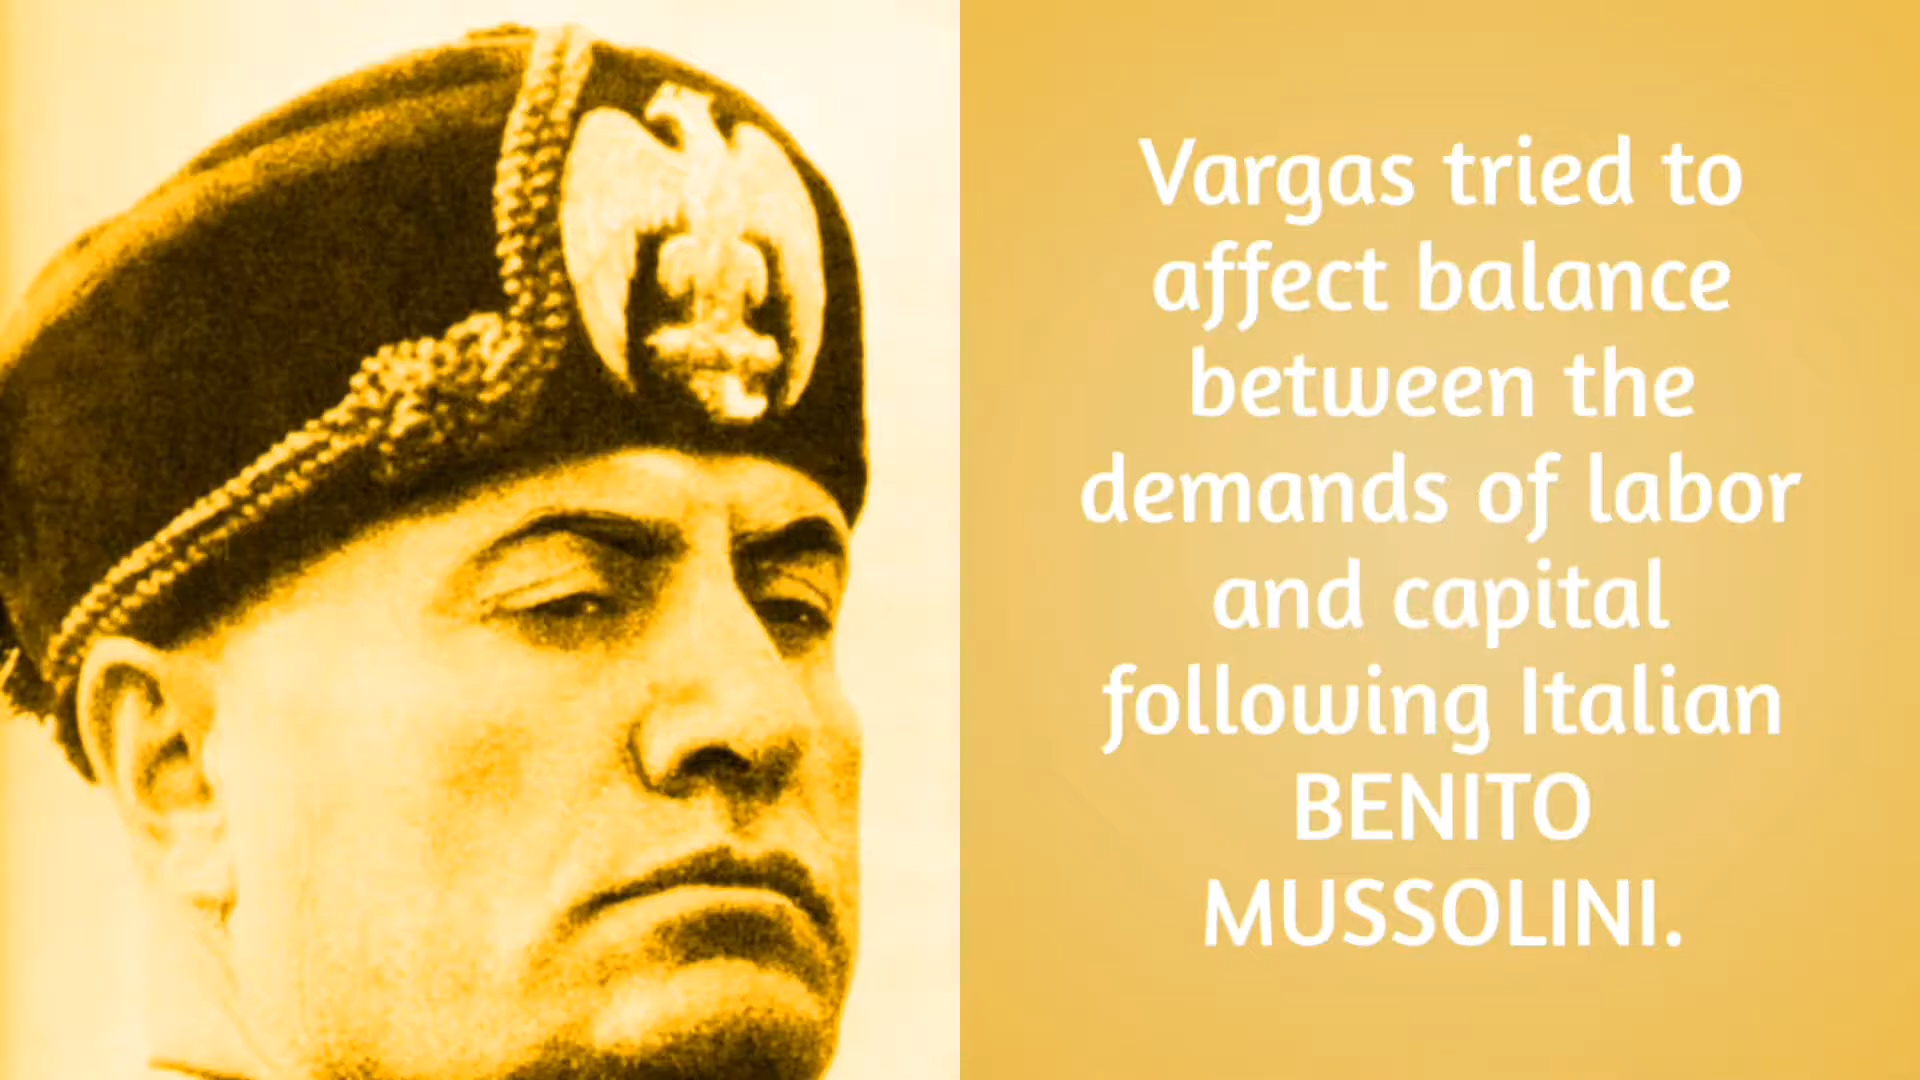 Vargas tried to
affect balance
between the
demands of labor
and capital
following Italian
BENITO
MUSSOLINI.